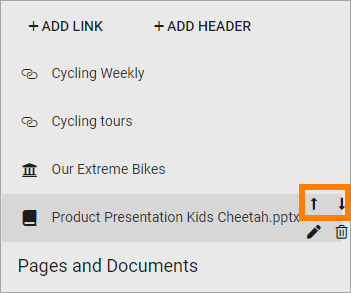 + ADD LINK + ADD HEADER
Cycling Weekly
Cycling tours
Our Extreme Bikes
Product Presentation Kids Cheetah.pptx
Pages and Documents